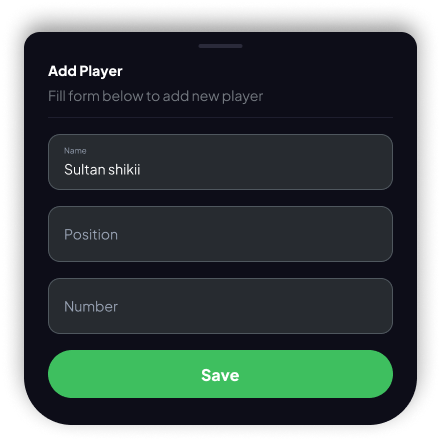 Add Player
Fill form below to add new player
Name
Sultan shikii
Position
Number
Save